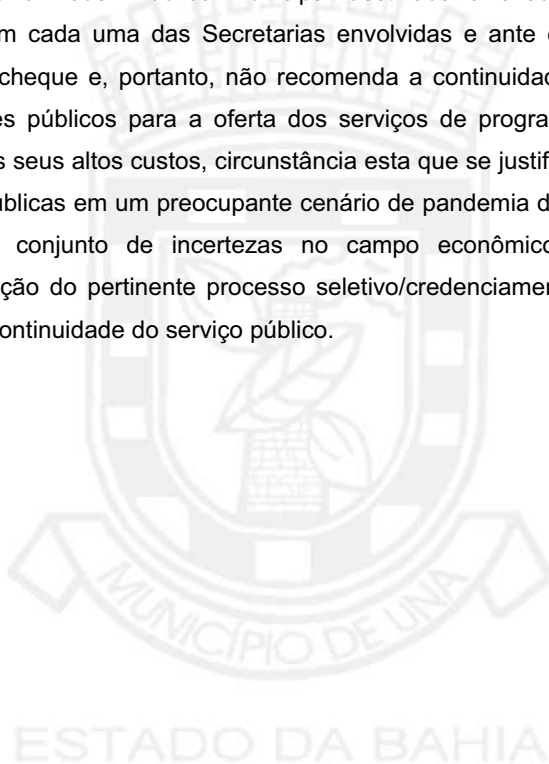 m cada uma das Secretarias envolvidas e ante
cheque e, portanto, não recomenda a continuidad
es públicos para a oferta dos serviços de progra
s seus altos custos, circunstância esta que se justif
úblicas em um preocupante cenário de pandemia d
conjunto de incertezas no campo econômico
ção do pertinente processo seletivo/credenciamen
continuidade do serviço público.
MUNICÍPIO DE UNA
ESTADO DA BAHIA